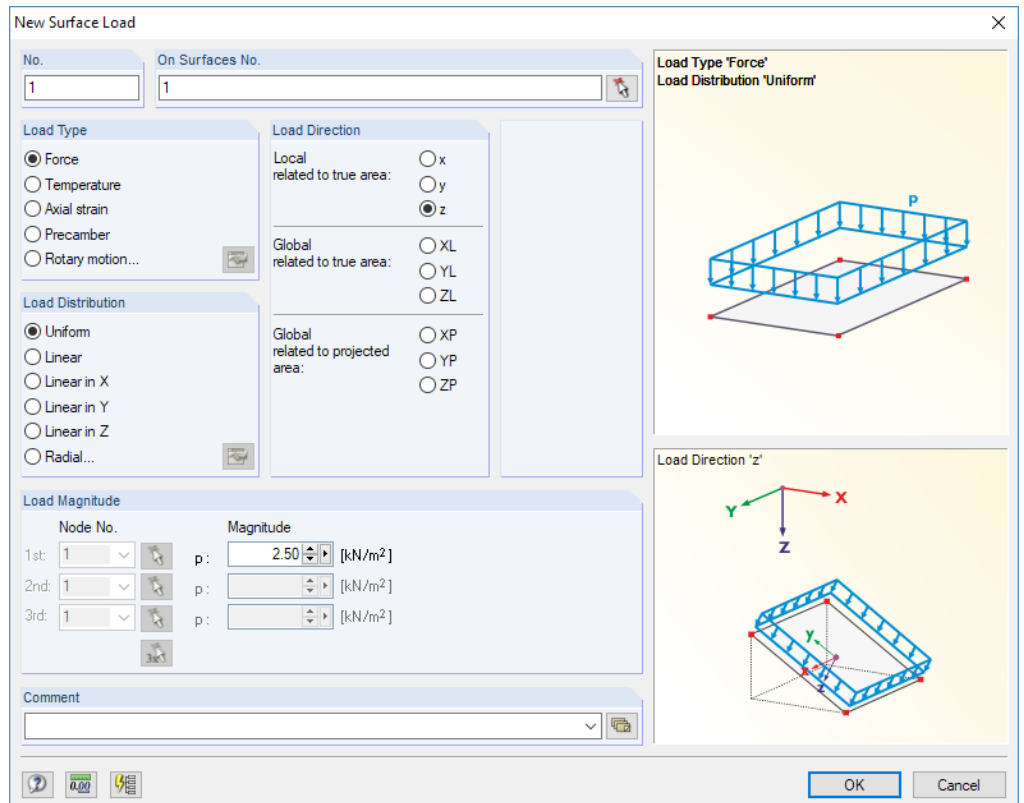 New Surface Load
No.
On Surfaces No.
1
1
Load Type
Force
Temperature
Axial strain
Precamber
Rotary motion...
Load Distribution
Uniform
Linear
Linear in X
Linear in Y
Linear in Z
Radial...
Load Direction
Local
related to true area:
x
y
z
Global
related to true area:
XL
YL
ZL
Global
related to projected
area:
XP
YP
ZP
Load Magnitude
Node No.
Magnitude
1st: 1 p: 2.50 [kN/m²]
2nd: 1 p: [kN/m²]
3rd: 1 p: [kN/m²]
3x
Comment
Load Type 'Force'
Load Distribution 'Uniform'
p
Load Direction 'z'
X
Y
Z
y
x
z
0.00
OK
Cancel